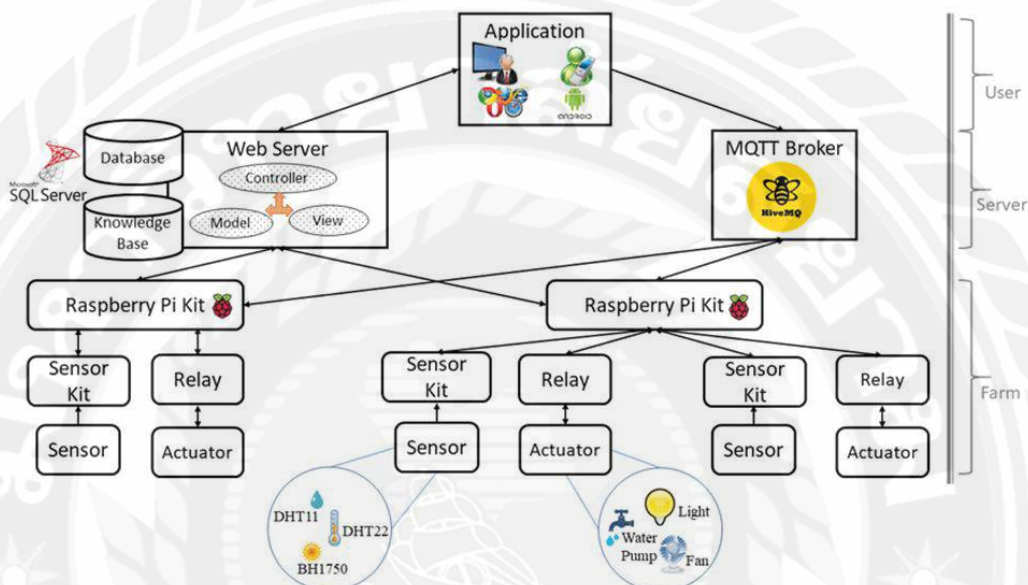 Application
ANDROID
User
Database
Web Server
Controller
Model
View
Microsoft
SQL Server
Knowledge
Base
MQTT Broker
HiveMQ
Server
Raspberry Pi Kit
Raspberry Pi Kit
Sensor
Kit
Relay
Sensor
Kit
Relay
Sensor
Kit
Relay
Farm
Sensor
Actuator
Sensor
Actuator
Sensor
Actuator
DHT11
DHT22
BH1750
Light
Water
Pump
Fan